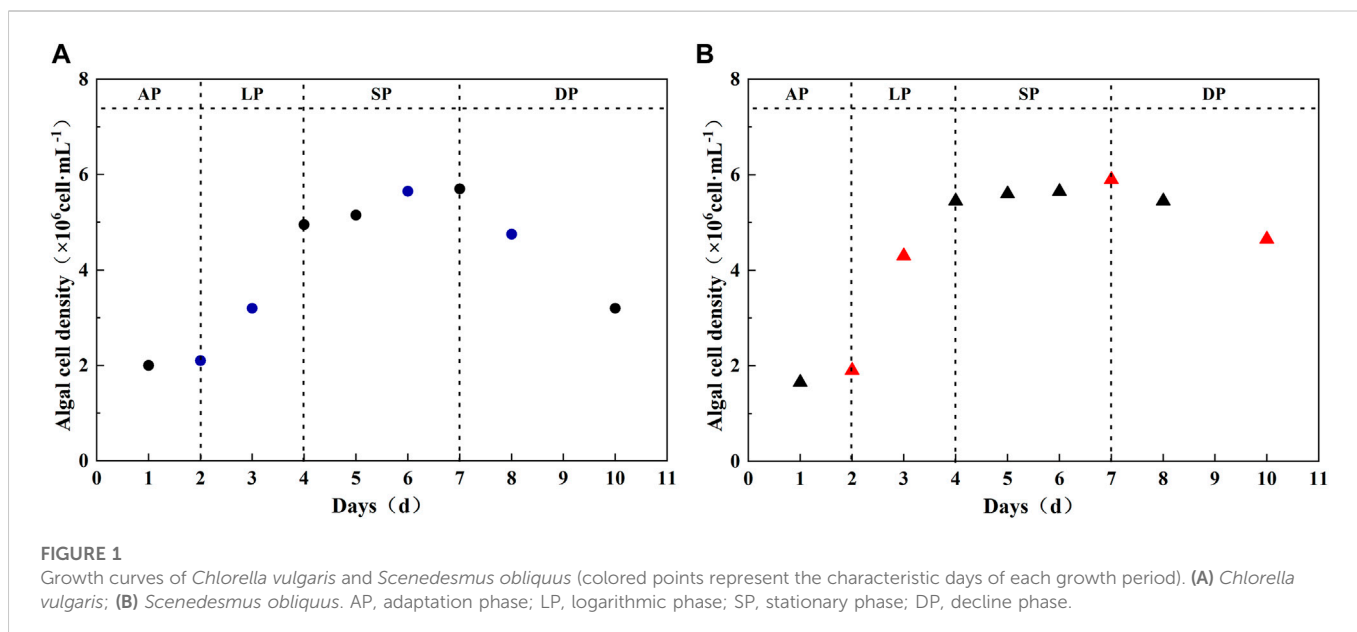 A
AP LP SP DP
8
6
4
2
0
Algal cell density（×10⁶cell·mL⁻¹）
0 1 2 3 4 5 6 7 8 9 10 11
Days（d）
B
AP LP SP DP
8
6
4
2
0
Algal cell density（×10⁶cell·mL⁻¹）
0 1 2 3 4 5 6 7 8 9 10 11
Days（d）
FIGURE 1
Growth curves of Chlorella vulgaris and Scenedesmus obliquus (colored points represent the characteristic days of each growth period). (A) Chlorella
vulgaris; (B) Scenedesmus obliquus. AP, adaptation phase; LP, logarithmic phase; SP, stationary phase; DP, decline phase.